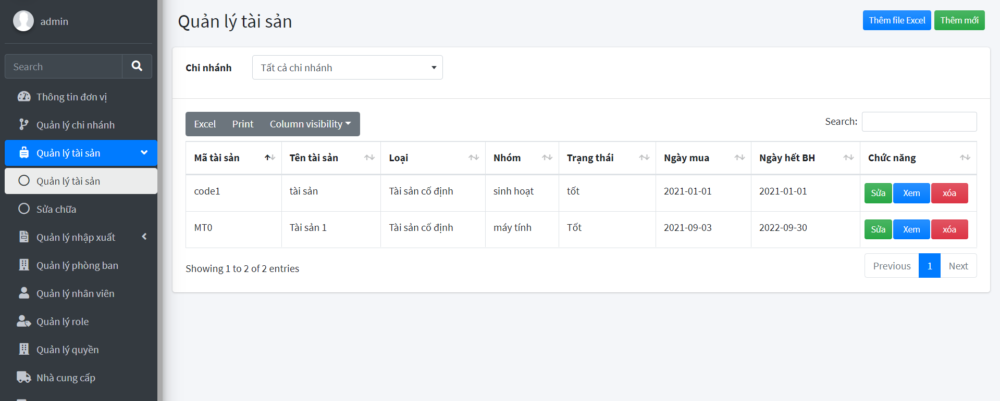 admin
Search
Thông tin đơn vị
Quản lý chi nhánh
Quản lý tài sản
Quản lý tài sản
Sửa chữa
Quản lý nhập xuất
Quản lý phòng ban
Quản lý nhân viên
Quản lý role
Quản lý quyền
Nhà cung cấp
Quản lý tài sản
Thêm file Excel Thêm mới
Chi nhánh Tất cả chi nhánh
Excel Print Column visibility Search:
Mã tài sản Tên tài sản Loại Nhóm Trạng thái Ngày mua Ngày hết BH Chức năng
code1 tài sản Tài sản cố định sinh hoạt tốt 2021-01-01 2021-01-01 Sửa Xem xóa
MT0 Tài sản 1 Tài sản cố định máy tính Tốt 2021-09-03 2022-09-30 Sửa Xem xóa
Showing 1 to 2 of 2 entries Previous 1 Next